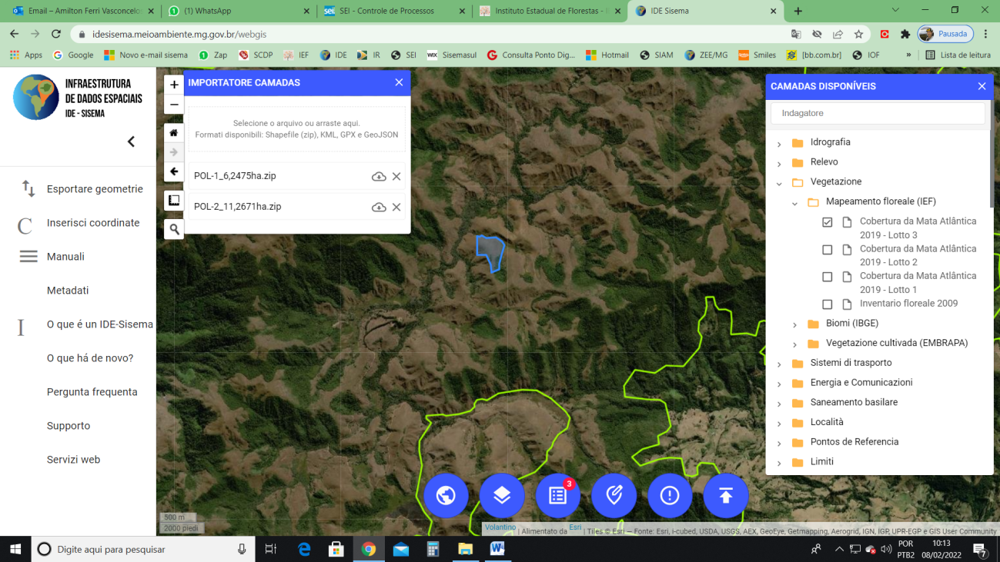 Email – Amilton Ferri Vasconcelos
(1) WhatsApp
SEI - Controle de Processos
Instituto Estadual de Florestas - I
IDE Sisema
idesisema.meioambiente.mg.gov.br/webgis
Pausada
Apps
Google
Novo e-mail sisema
Zap
SCDP
IEF
IDE
IR
SEI
WIX
Sisemasul
Consulta Ponto Dig...
Hotmail
SIAM
ZEE/MG
Smiles
[bb.com.br]
IOF
»
Lista de leitura
INFRAESTRUTURA
DE DADOS ESPACIAIS
IDE - SISEMA
Esportare geometrie
C Inserisci coordinate
Manuali
Metadati
I O que é un IDE-Sisema
O que há de novo?
Pergunta frequenta
Supporto
Servizi web
+
−
IMPORTATORE CAMADAS
Selecione o arquivo ou arraste aqui.
Formati disponibili: Shapefile (zip), KML, GPX e GeoJSON
POL-1_6,2475ha.zip
POL-2_11,2671ha.zip
CAMADAS DISPONÍVEIS
Indagatore
Idrografia
Relevo
Vegetazione
Mapeamento floreale (IEF)
Cobertura da Mata Atlântica
2019 - Lotto 3
Cobertura da Mata Atlântica
2019 - Lotto 2
Cobertura da Mata Atlântica
2019 - Lotto 1
Inventario floreale 2009
Biomi (IBGE)
Vegetazione cultivada (EMBRAPA)
Sistemi di trasporto
Energia e Comunicazioni
Saneamento basilare
Località
Pontos de Referencia
Limiti
3
500 m
2000 piedi
Volantino | Alimentato da Esri | Tiles © Esri — Fonte: Esri, i-cubed, USDA, USGS, AEX, GeoEye, Getmapping, Aerogrid, IGN, IGP, UPR-EGP e GIS User Community
Digite aqui para pesquisar
POR
PTB2
10:13
08/02/2022
7